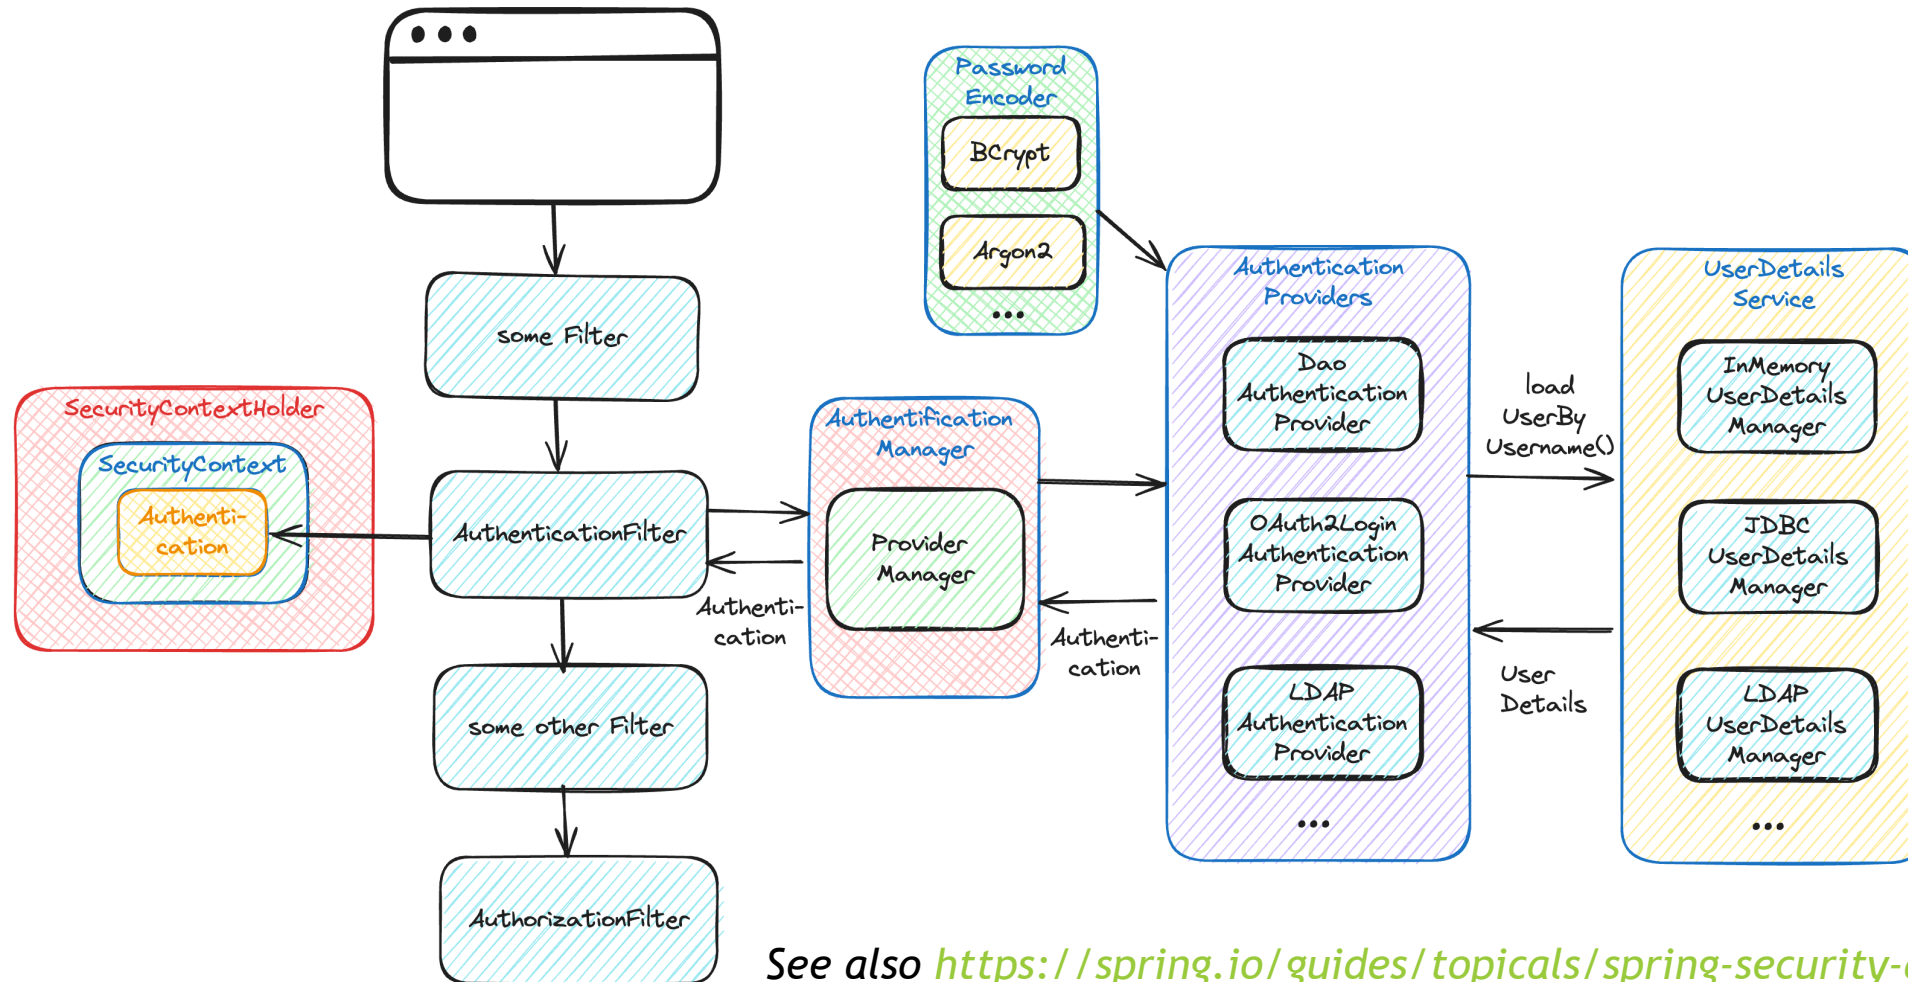 Password
Encoder
BCrypt
Argon2
...
some Filter
SecurityContextHolder
SecurityContext
Authenti-
cation
AuthenticationFilter
Authenti-
cation
some other Filter
AuthorizationFilter
Authentification
Manager
Provider
Manager
Authenti-
cation
Authentication
Providers
Dao
Authentication
Provider
OAuth2Login
Authentication
Provider
LDAP
Authentication
Provider
...
load
UserBy
Username()
User
Details
UserDetails
Service
InMemory
UserDetails
Manager
JDBC
UserDetails
Manager
LDAP
UserDetails
Manager
...
See also https://spring.io/guides/topicals/spring-security-